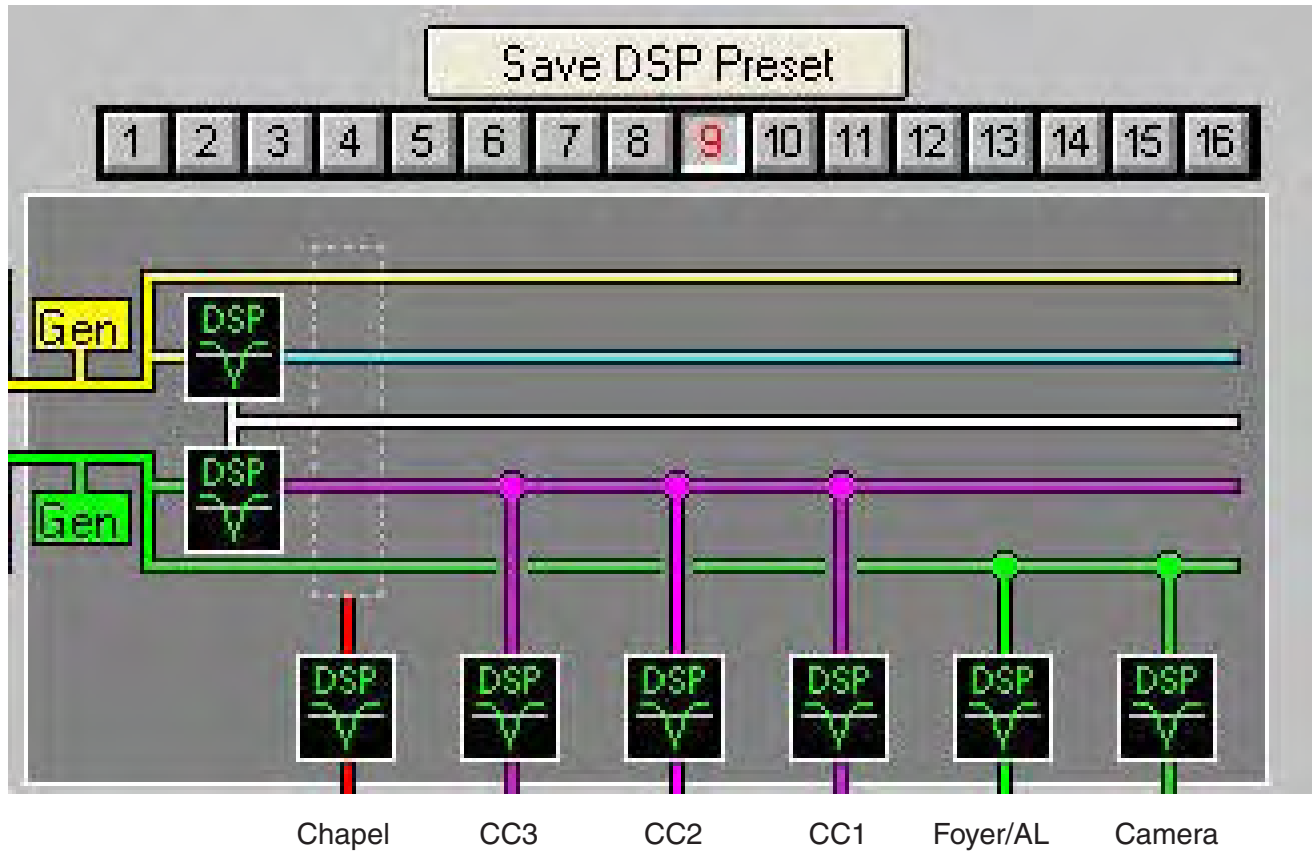 Save DSP Preset
1 2 3 4 5 6 7 8 9 10 11 12 13 14 15 16
Gen
DSP
DSP
Gen
DSP DSP DSP DSP DSP DSP
Chapel CC3 CC2 CC1 Foyer/AL Camera